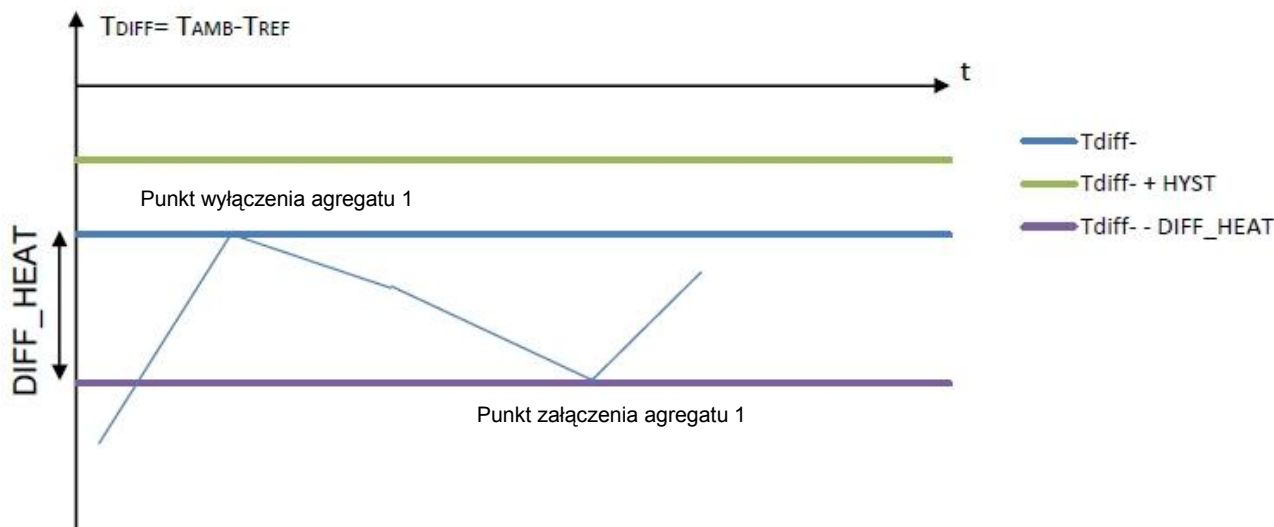 TDIFF= TAMB-TREF
t
Tdiff-
Tdiff- + HYST
Tdiff- - DIFF_HEAT
Punkt wyłączenia agregatu 1
DIFF_HEAT
Punkt załączenia agregatu 1